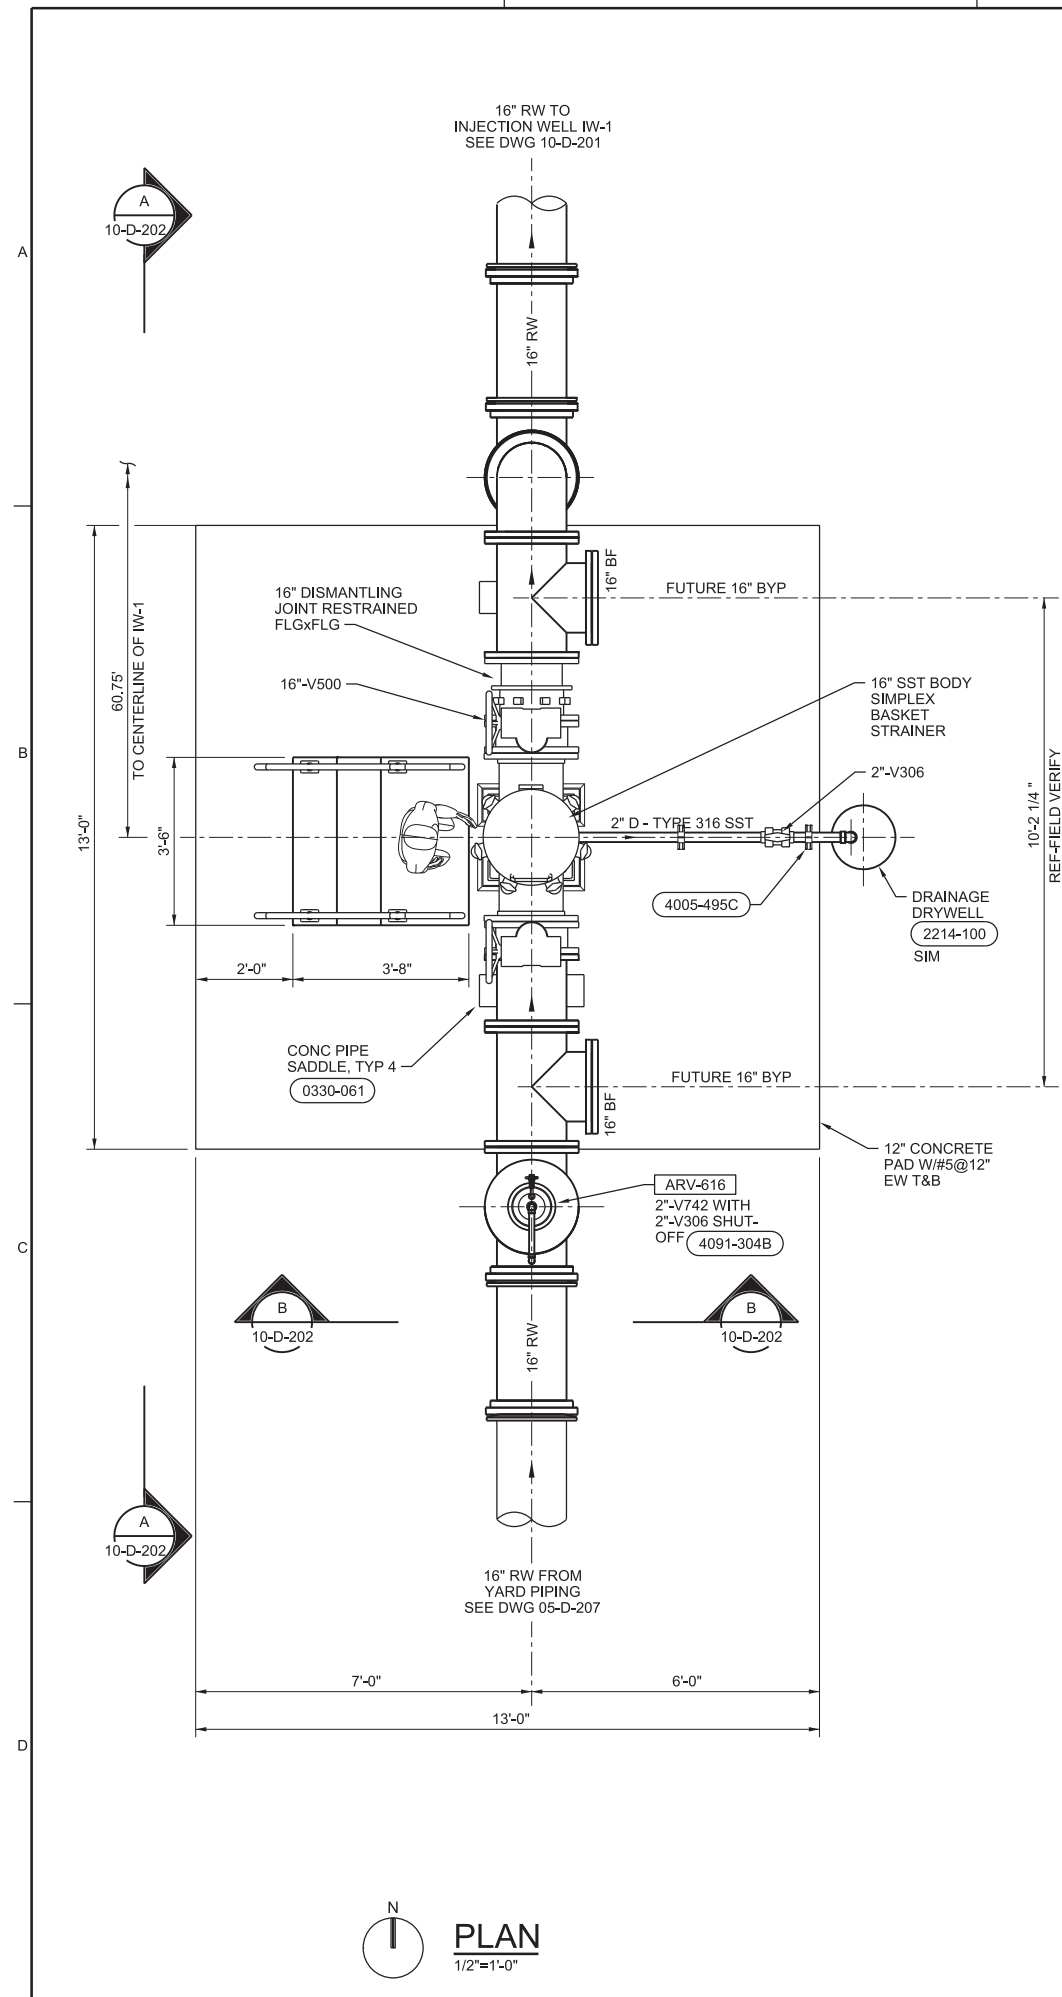 16" RW TO
INJECTION WELL IW-1
SEE DWG 10-D-201
A
10-D-202
A
16" RW
16" BF
FUTURE 16" BYP
16" DISMANTLING
JOINT RESTRAINED
FLGxFLG
16"-V500
60.75'
TO CENTERLINE OF IW-1
16" SST BODY
SIMPLEX
BASKET
STRAINER
B
2"-V306
2" D - TYPE 316 SST
13'-0"
3'-6"
10'-2 1/4 "
REF-FIELD VERIFY
4005-495C
DRAINAGE
DRYWELL
2214-100
SIM
2'-0"
3'-8"
CONC PIPE
SADDLE, TYP 4
0330-061
FUTURE 16" BYP
16" BF
12" CONCRETE
PAD W/#5@12"
EW T&B
ARV-616
2"-V742 WITH
2"-V306 SHUT-
OFF 4091-304B
C
B
10-D-202
B
10-D-202
16" RW
A
10-D-202
16" RW FROM
YARD PIPING
SEE DWG 05-D-207
7'-0"
6'-0"
13'-0"
D
N
PLAN
1/2"=1'-0"